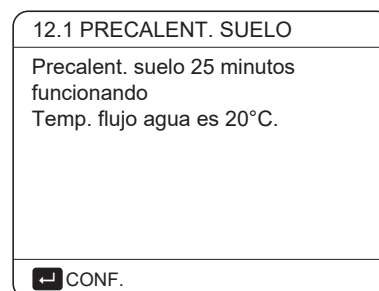 12.1 PRECALENT. SUELO
Precalent. suelo 25 minutos
funcionando
Temp. flujo agua es 20°C.
CONF.